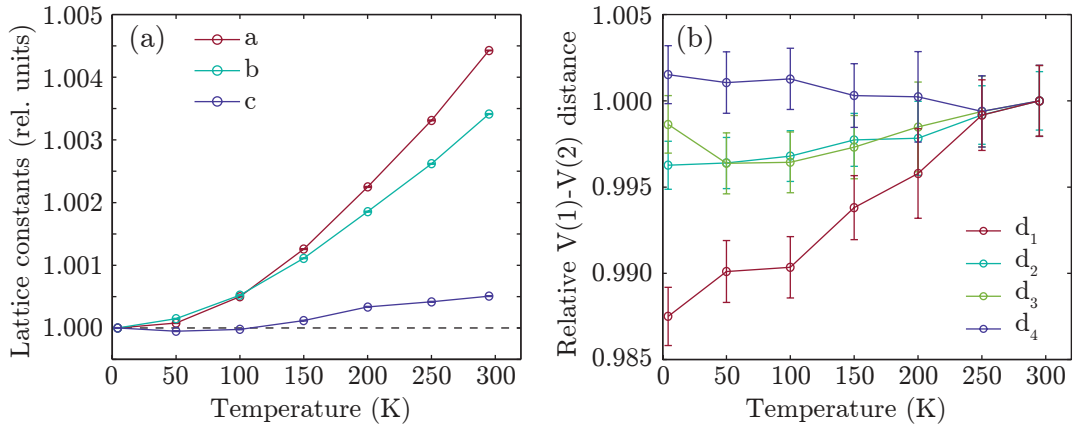 (a)
a
b
c
1.005
1.004
1.003
1.002
1.001
1.000
Lattice constants (rel. units)
0 50 100 150 200 250 300
Temperature (K)
(b)
1.005
1.000
0.995
0.990
0.985
Relative V(1)-V(2) distance
d1
d2
d3
d4
0 50 100 150 200 250 300
Temperature (K)